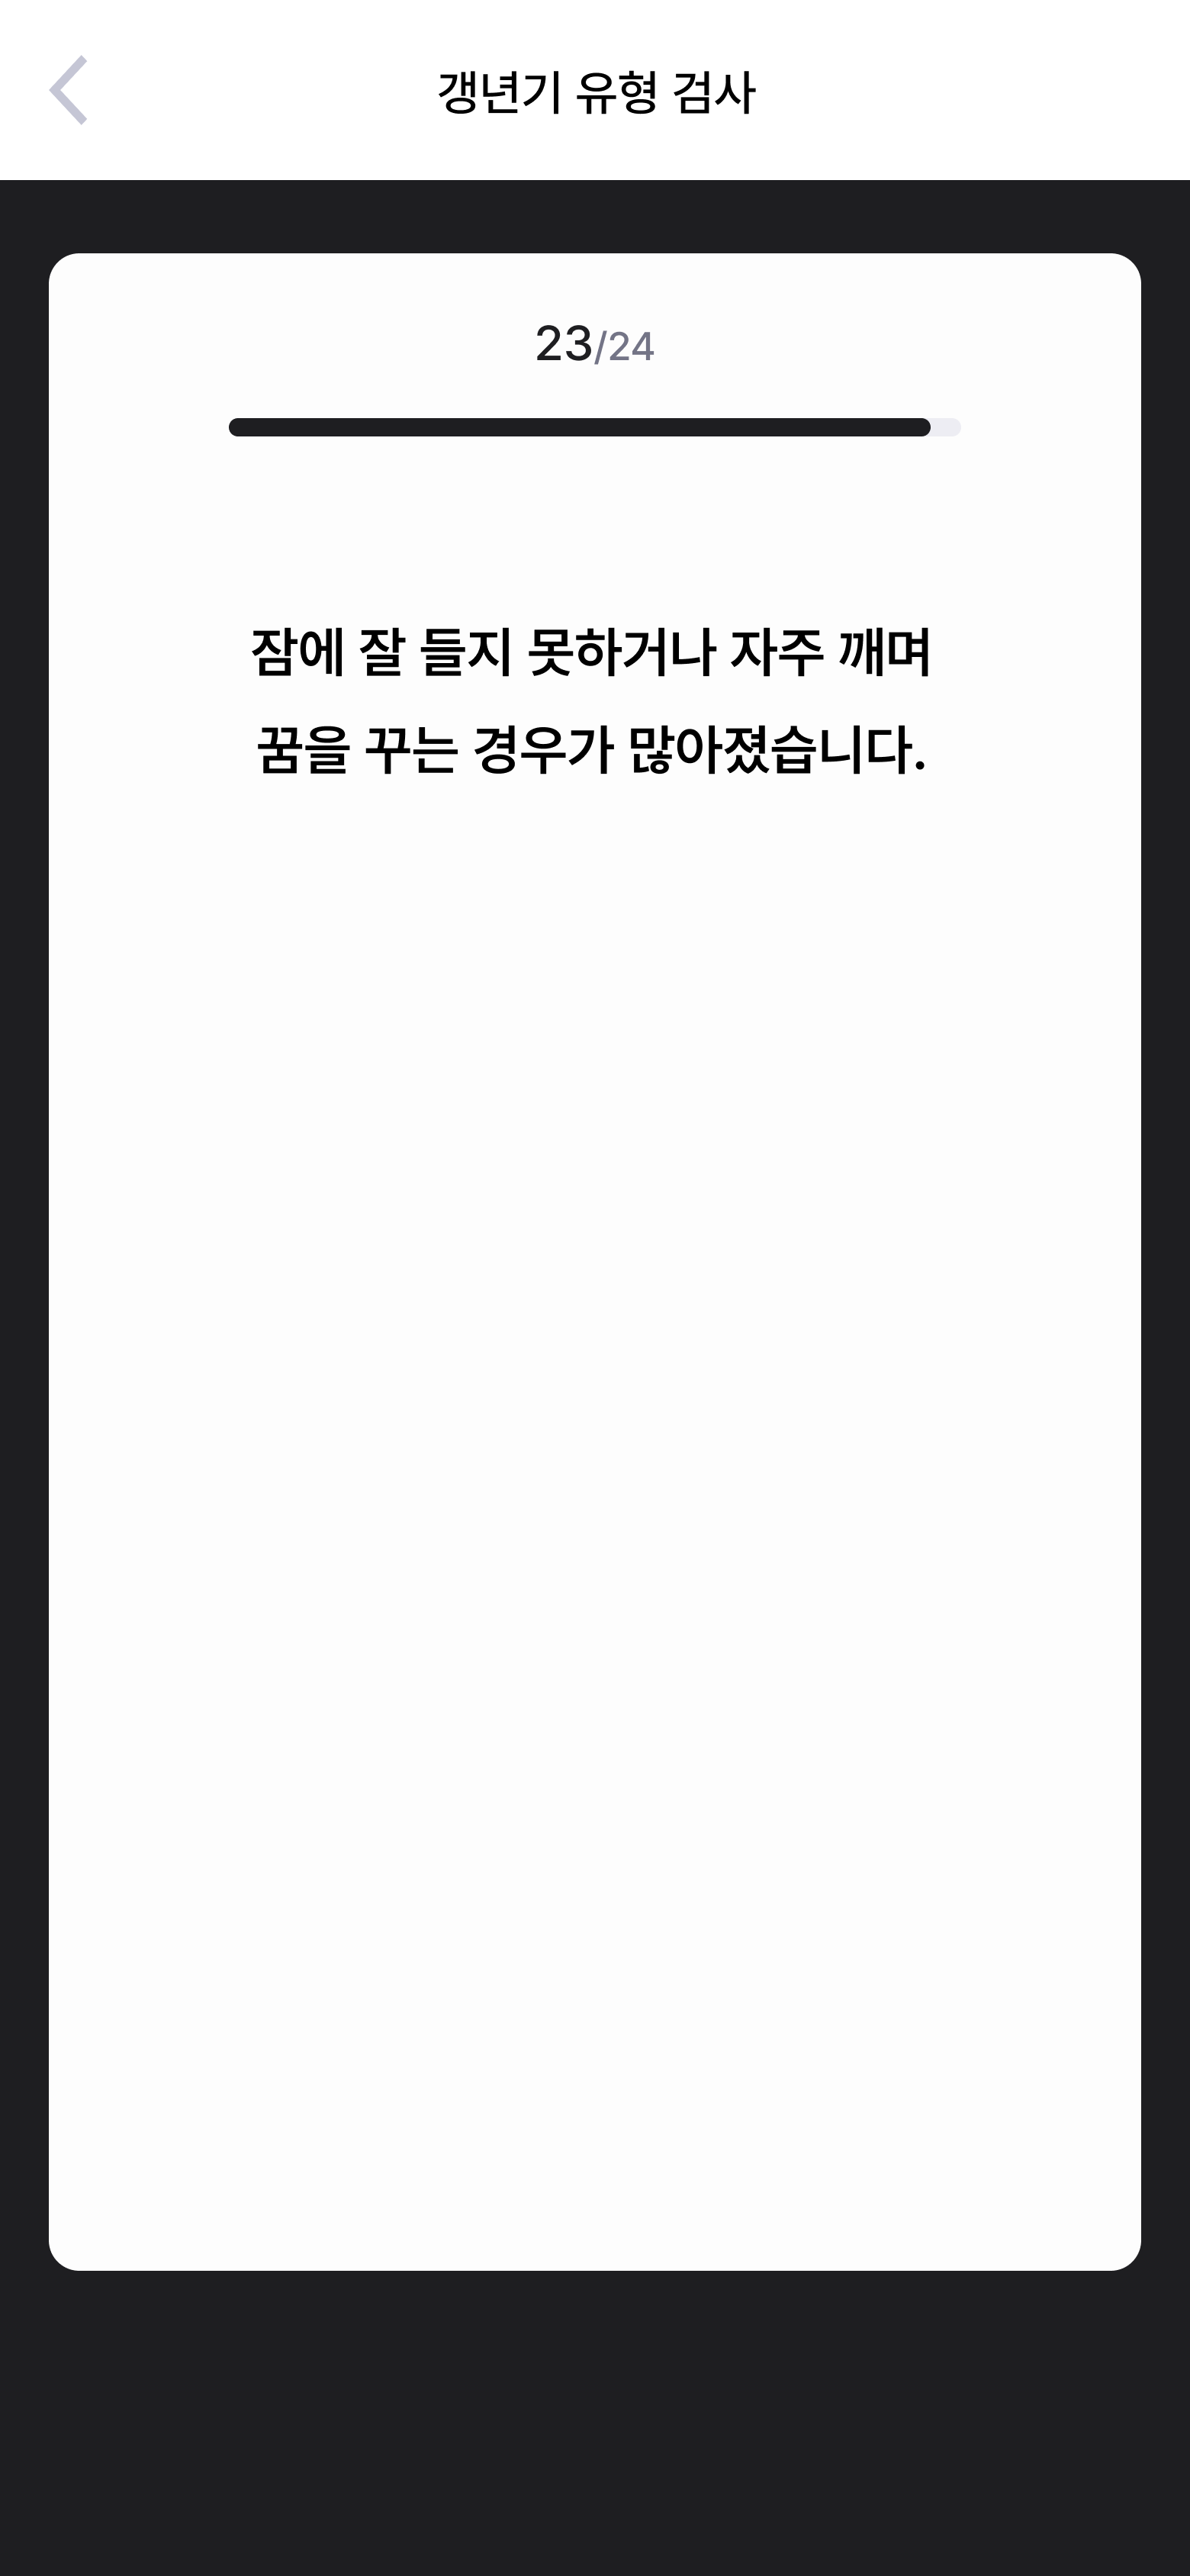 갱년기 유형 검사
23/24
잠에 잘 들지 못하거나 자주 깨며
꿈을 꾸는 경우가 많아졌습니다.